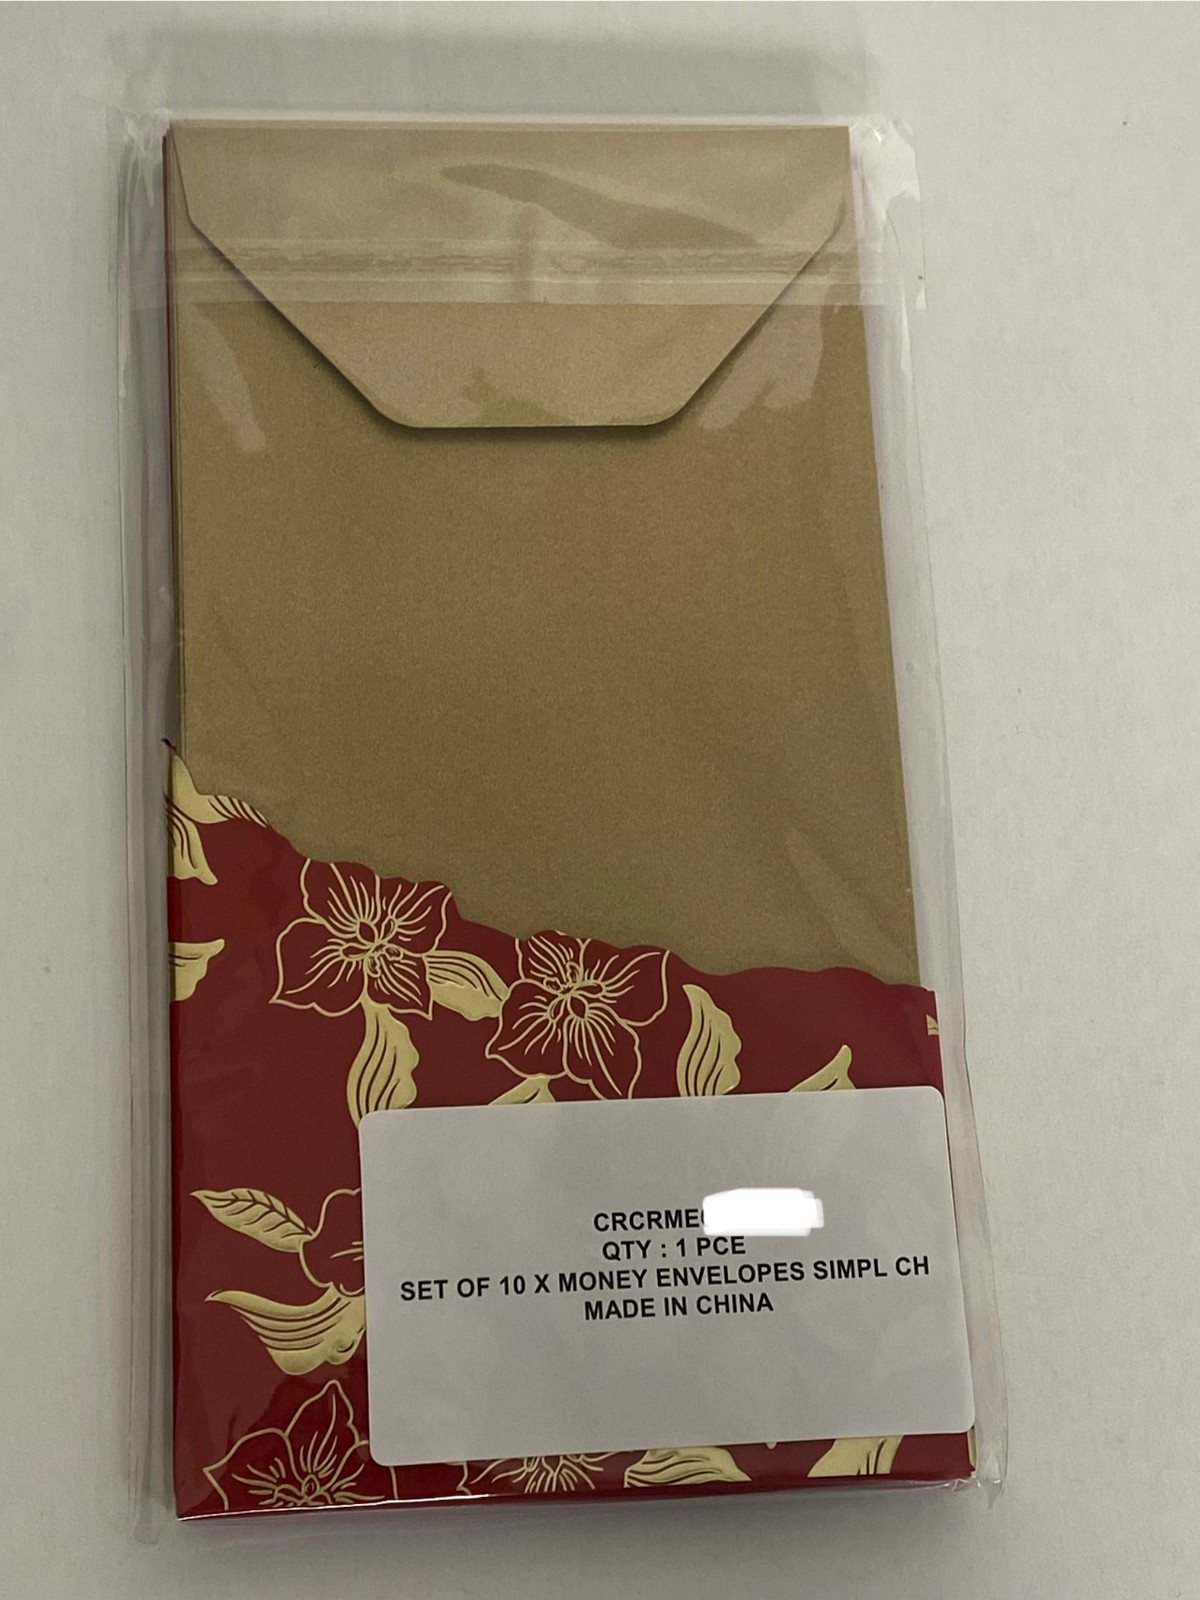 CRCRME
QTY : 1 PCE
SET OF 10 X MONEY ENVELOPES SIMPL CH
MADE IN CHINA